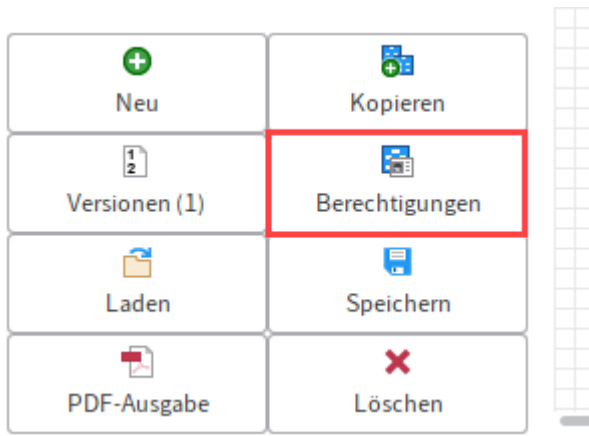 Neu
Kopieren
1
2
Versionen (1)
Berechtigungen
Laden
Speichern
PDF-Ausgabe
Löschen